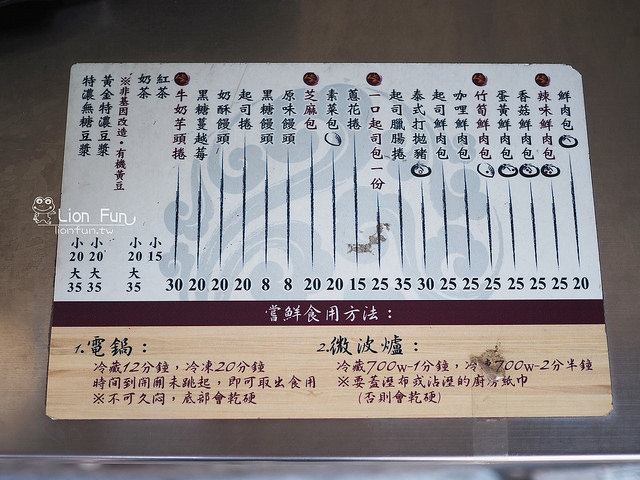 鮮肉包 20
辣味鮮肉包 25
香菇鮮肉包 25
蛋黃鮮肉包 25
竹筍鮮肉包 25
咖哩鮮肉包 25
起司鮮肉包 25
泰式打拋豬 30
起司臘腸捲 35
一口起司包一份 25
蔥花捲 15
素菜包 20
芝麻包 20
原味饅頭 8
黑糖饅頭 8
起司捲 20
奶酥饅頭 20
黑糖蔓越莓 20
牛奶芋頭捲 30
紅茶 小15
奶茶 小20 大35
※非基因改造·有機黃豆
黃金特濃豆漿 小20 大35
特濃無糖豆漿 小20 大35
Lion Fun
lionfun.tw
嘗鮮食用方法：
1.電鍋：
冷藏12分鐘，冷凍20分鐘
時間到開關未跳起，即可取出食用
※不可久悶，底部會乾硬
2.微波爐：
冷藏700w-1分鐘，冷 700w-2分半鐘
※要蓋溼布或沾溼的廚房紙巾
(否則會乾硬)